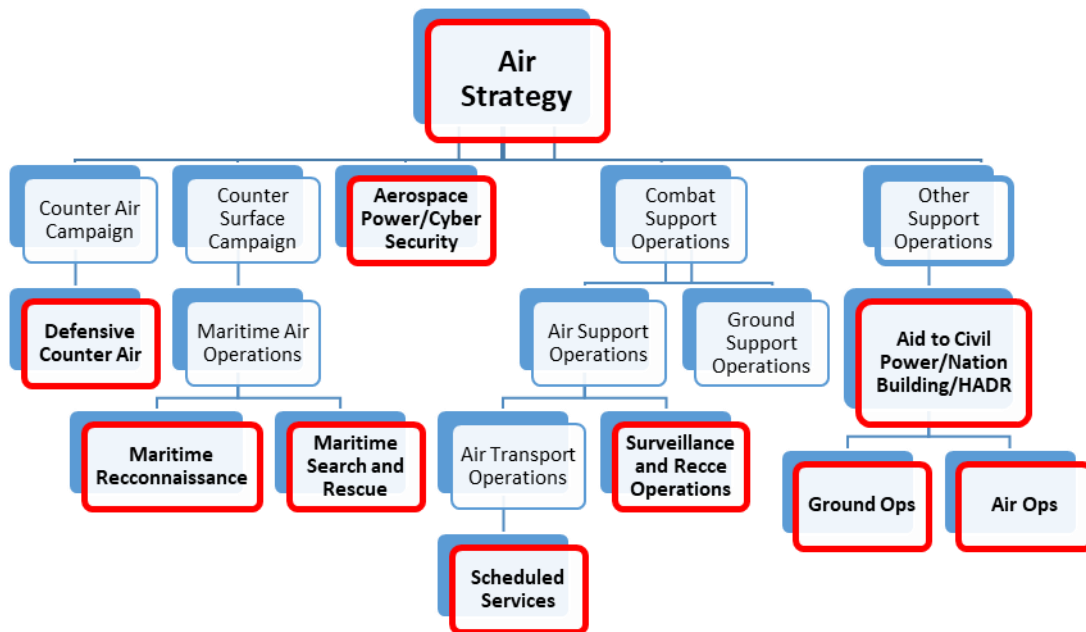 Air
Strategy
Counter Air
Campaign
Counter
Surface
Campaign
Aerospace
Power/Cyber
Security
Combat
Support
Operations
Other
Support
Operations
Defensive
Counter Air
Maritime Air
Operations
Air Support
Operations
Ground
Support
Operations
Aid to Civil
Power/Nation
Building/HADR
Maritime
Recconnaissance
Maritime
Search and
Rescue
Air Transport
Operations
Surveillance
and Recce
Operations
Ground Ops
Air Ops
Scheduled
Services